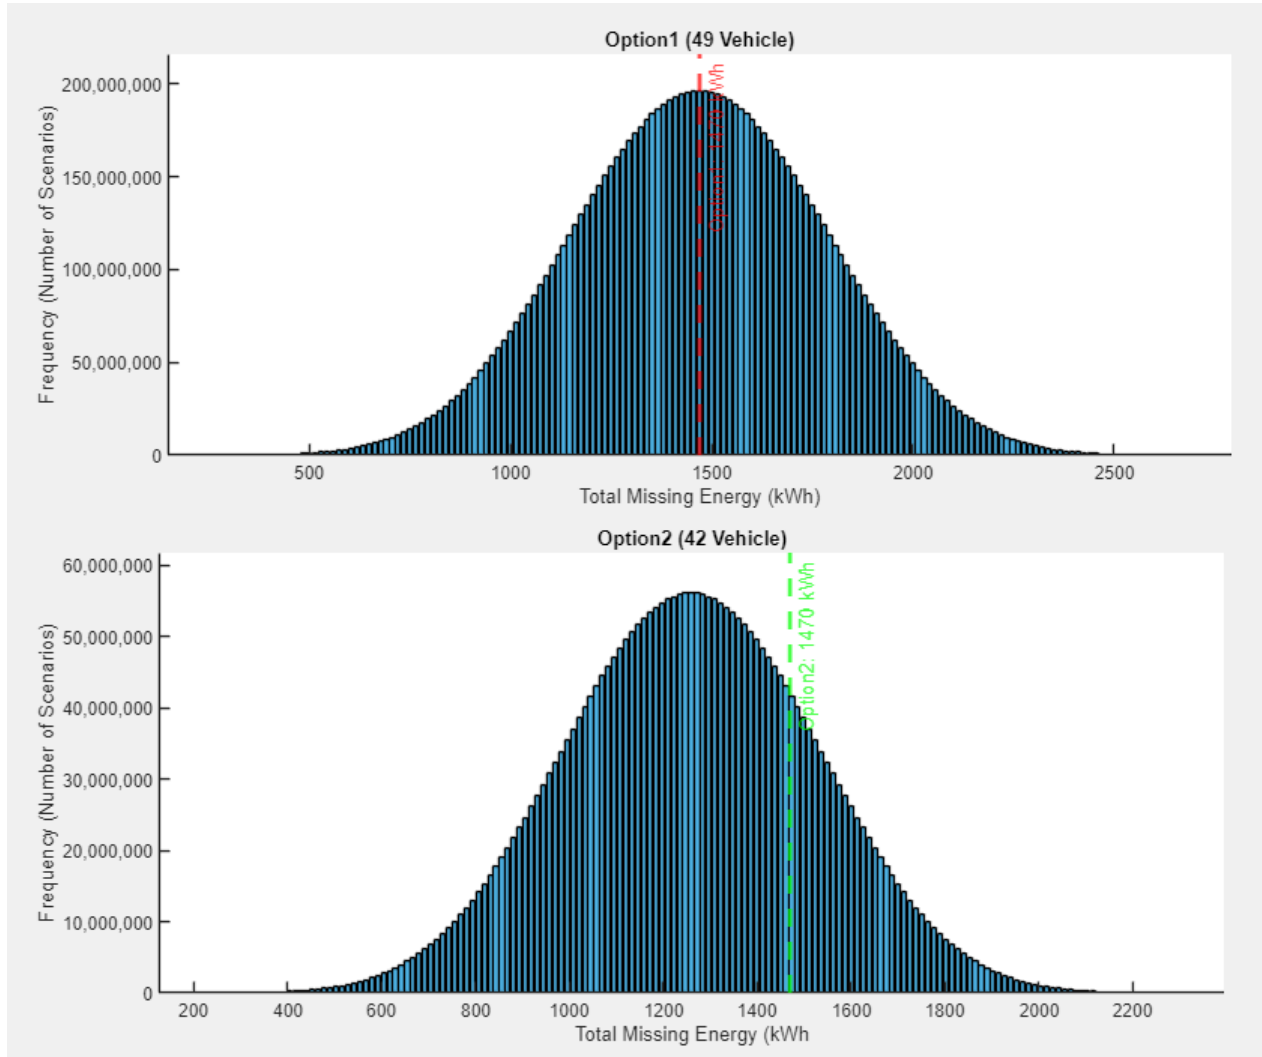 Option1 (49 Vehicle)
Frequency (Number of Scenarios)
200,000,000
150,000,000
100,000,000
50,000,000
0
Option1: 1470 kWh
500 1000 1500 2000 2500
Total Missing Energy (kWh)
Option2 (42 Vehicle)
Frequency (Number of Scenarios)
60,000,000
50,000,000
40,000,000
30,000,000
20,000,000
10,000,000
0
Option2: 1470 kWh
200 400 600 800 1000 1200 1400 1600 1800 2000 2200
Total Missing Energy (kWh